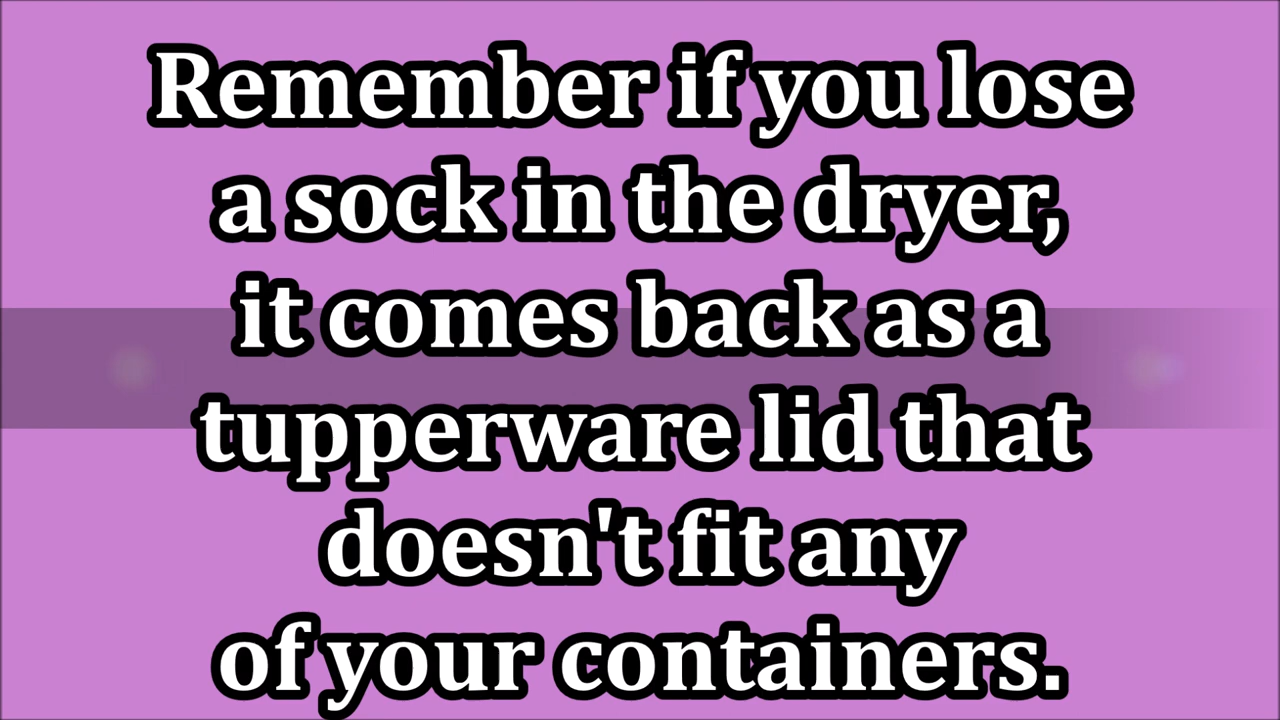 Remember if you lose
a sock in the dryer,
it comes back as a
tupperware lid that
doesn't fit any
of your containers.